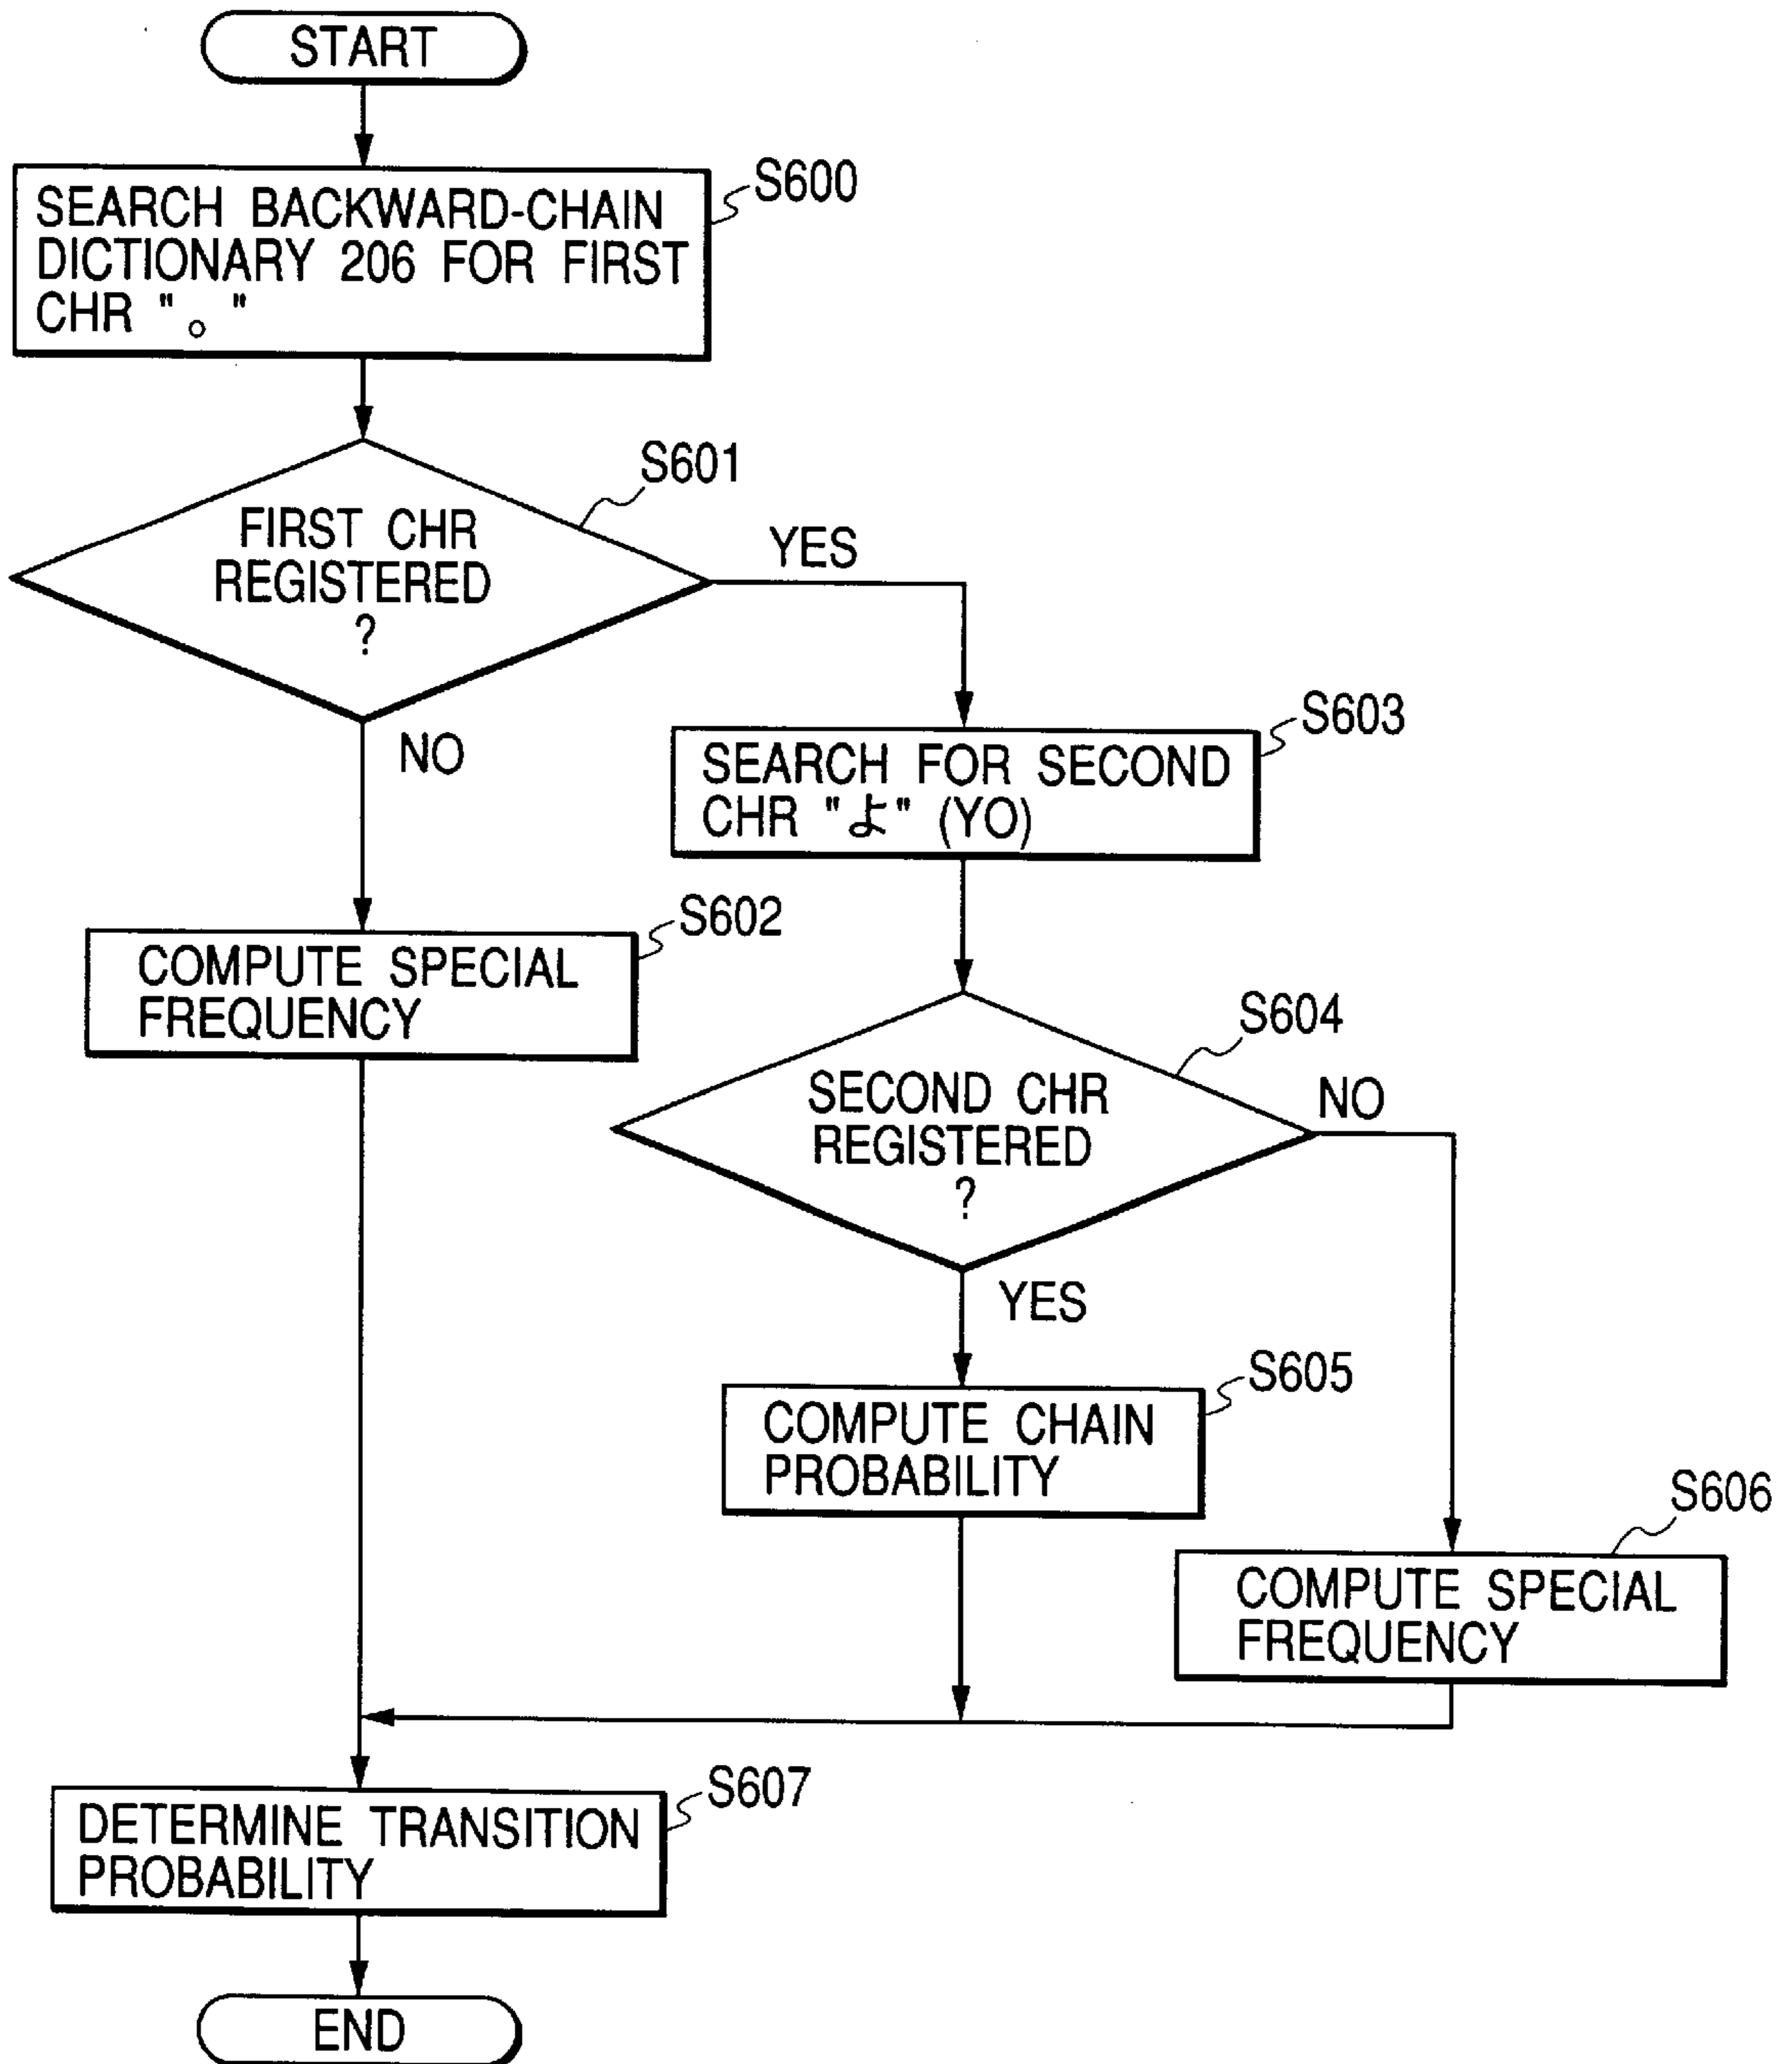 START
S600
SEARCH BACKWARD-CHAIN
DICTIONARY 206 FOR FIRST
CHR "。"
S601
FIRST CHR
REGISTERED
?
YES
NO
S603
SEARCH FOR SECOND
CHR "よ" (YO)
S602
COMPUTE SPECIAL
FREQUENCY
S604
SECOND CHR
REGISTERED
?
NO
YES
S605
COMPUTE CHAIN
PROBABILITY
S606
COMPUTE SPECIAL
FREQUENCY
S607
DETERMINE TRANSITION
PROBABILITY
END